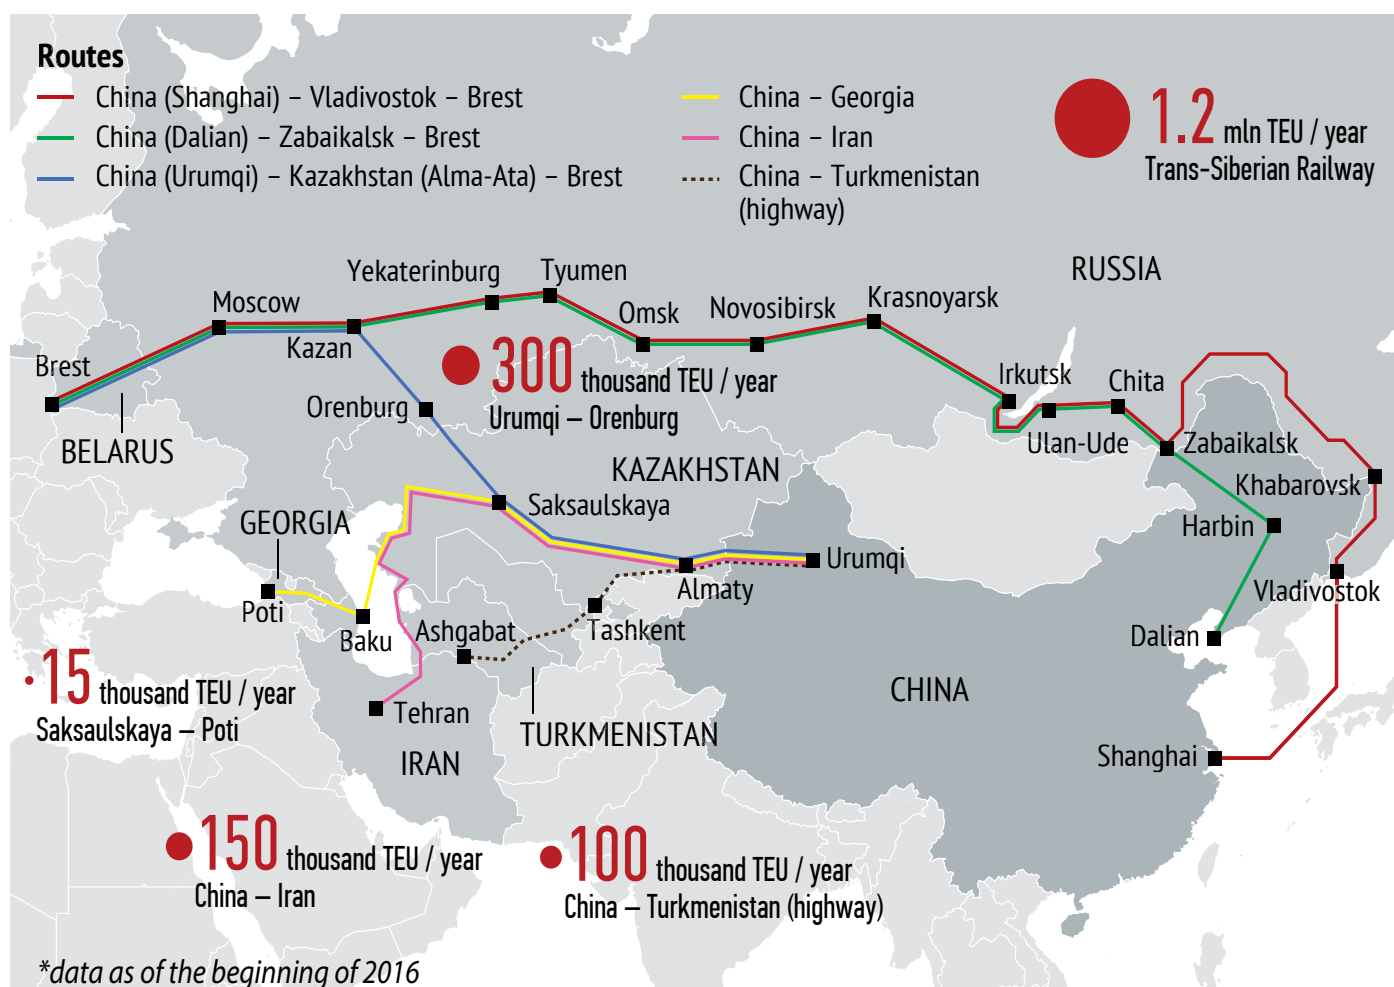 Routes
China (Shanghai) – Vladivostok – Brest
China (Dalian) – Zabaikalsk – Brest
China (Urumqi) – Kazakhstan (Alma-Ata) – Brest
China – Georgia
China – Iran
China – Turkmenistan
(highway)
1.2 mln TEU / year
Trans-Siberian Railway
RUSSIA
Yekaterinburg
Tyumen
Moscow
Omsk
Novosibirsk
Krasnoyarsk
Kazan
Brest
300 thousand TEU / year
Urumqi – Orenburg
Irkutsk
Chita
Orenburg
BELARUS
Ulan-Ude
Zabaikalsk
KAZAKHSTAN
Khabarovsk
Saksaulskaya
GEORGIA
Harbin
Urumqi
Poti
Almaty
Vladivostok
Baku
Ashgabat
Tashkent
Dalian
15 thousand TEU / year
Saksaulskaya – Poti
CHINA
Tehran
TURKMENISTAN
IRAN
Shanghai
150 thousand TEU / year
China – Iran
100 thousand TEU / year
China – Turkmenistan (highway)
*data as of the beginning of 2016